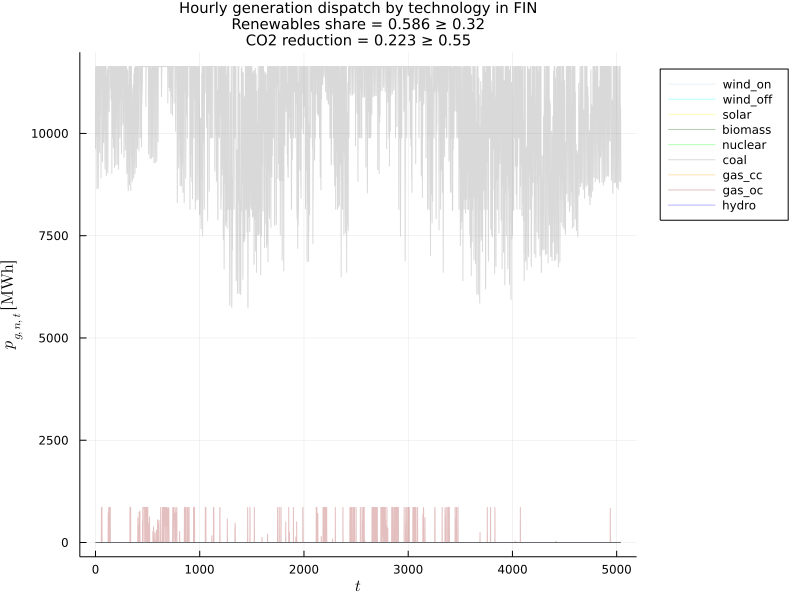 Hourly generation dispatch by technology in FIN
Renewables share = 0.586 ≥ 0.32
CO2 reduction = 0.223 ≥ 0.55
p g, n, t [MWh]
10000
7500
5000
2500
0
0 1000 2000 3000 4000 5000
t
wind_on
wind_off
solar
biomass
nuclear
coal
gas_cc
gas_oc
hydro